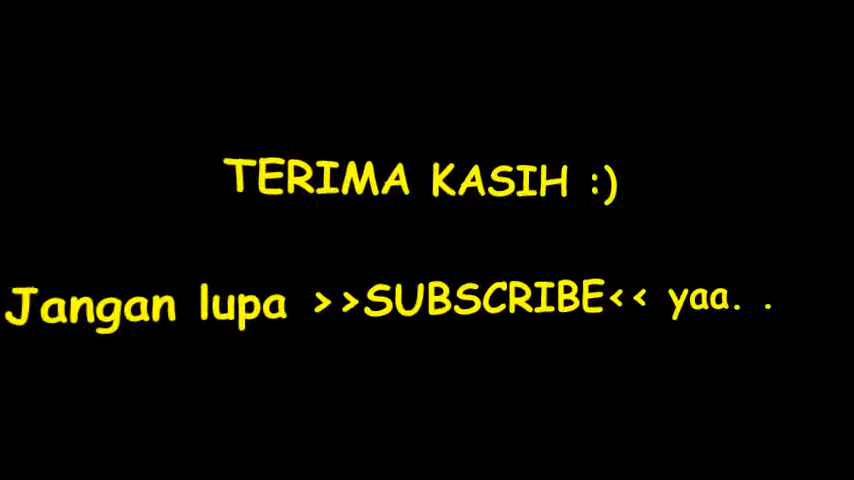 TERIMA KASIH :)
Jangan lupa >>SUBSCRIBE<< yaa. .